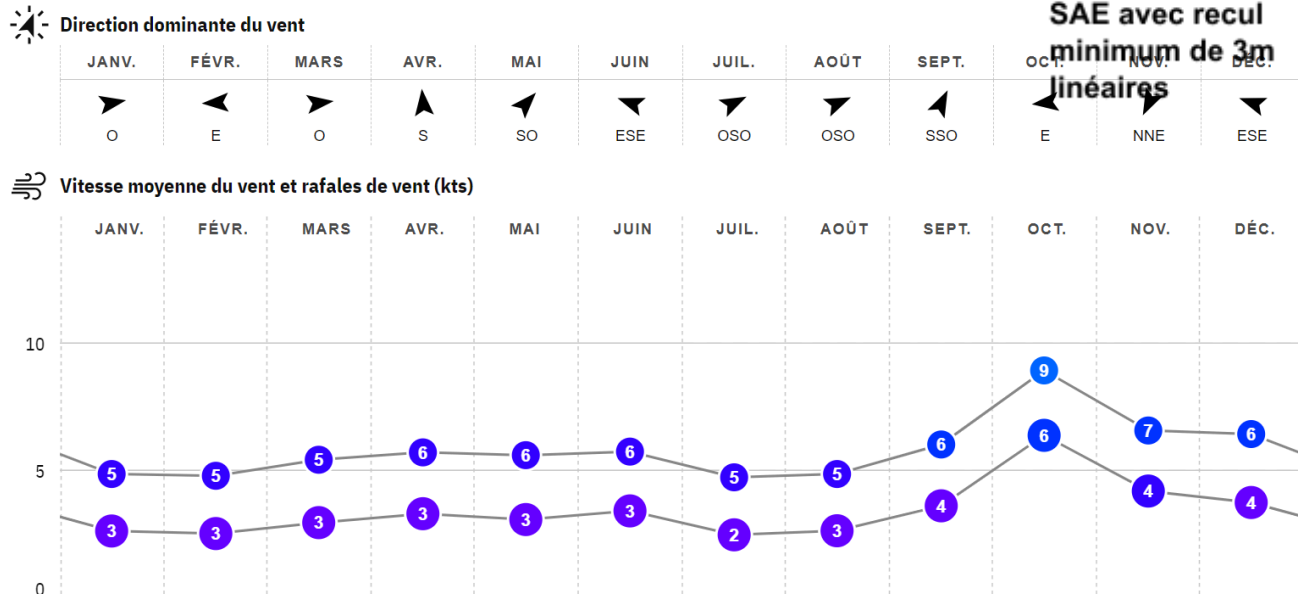 Direction dominante du vent
SAE avec recul
minimum de 3m
linéaires
JANV. FÉVR. MARS AVR. MAI JUIN JUIL. AOÛT SEPT. OCT. NOV. DÉC.
O E O S SO ESE OSO OSO SSO E NNE ESE
Vitesse moyenne du vent et rafales de vent (kts)
JANV. FÉVR. MARS AVR. MAI JUIN JUIL. AOÛT SEPT. OCT. NOV. DÉC.
10
9
5 5 5 6 6 6 5 5 6 6 7 6
5
3 3 3 3 3 3 2 3 4 4 4
0